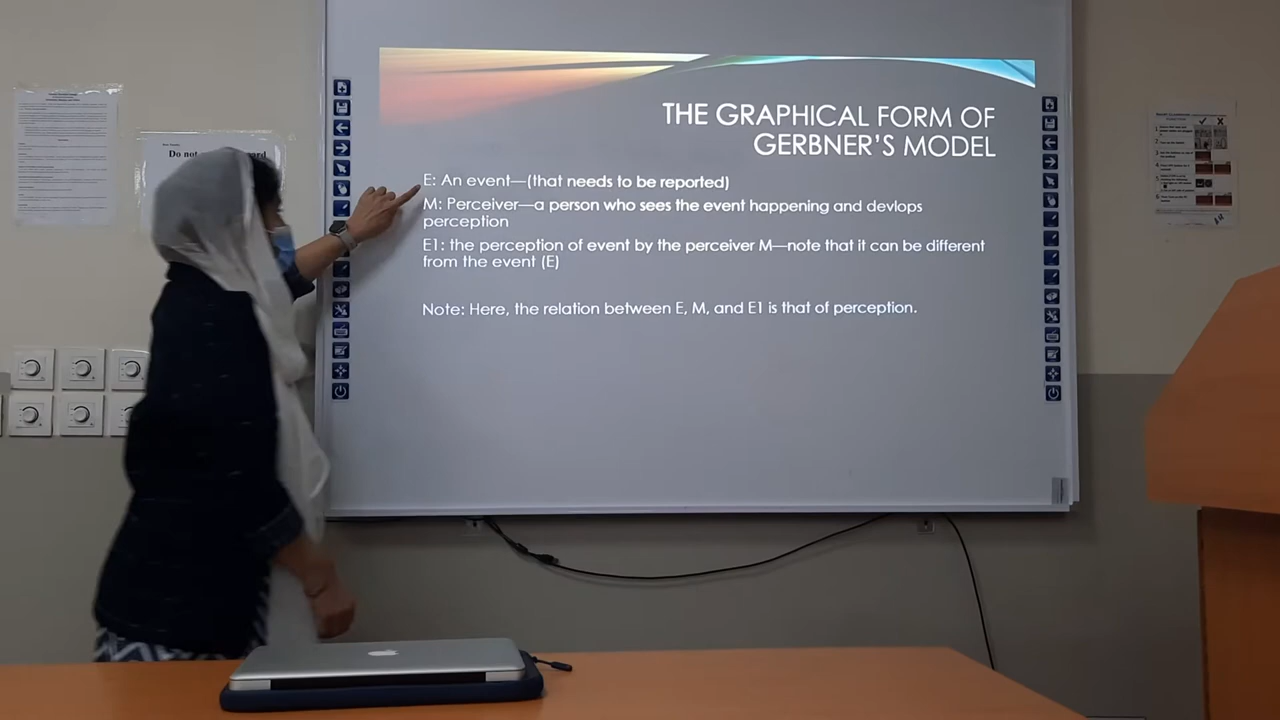 THE GRAPHICAL FORM OF
GERBNER'S MODEL
E: An event—(that needs to be reported)
M: Perceiver—a person who sees the event happening and devlops
perception
E1: the perception of event by the perceiver M—note that it can be different
from the event (E)
Note: Here, the relation between E, M, and E1 is that of perception.
Do not